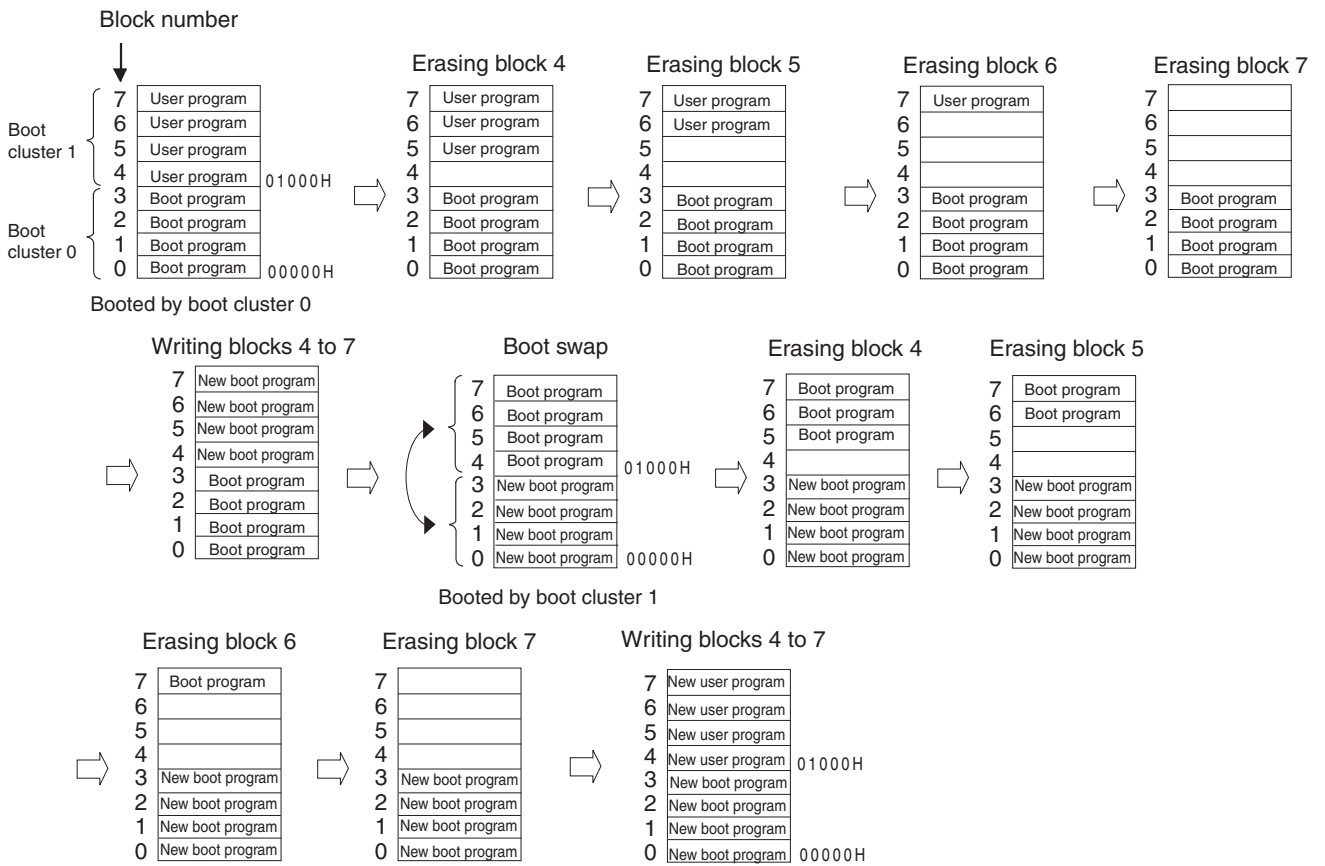 Block number
Erasing block 4
Erasing block 5
Erasing block 6
Erasing block 7
Boot cluster 1
Boot cluster 0
7 User program
6 User program
5 User program
4 User program 01000H
3 Boot program
2 Boot program
1 Boot program
0 Boot program 00000H
Booted by boot cluster 0
7 User program
6 User program
5 User program
4
3 Boot program
2 Boot program
1 Boot program
0 Boot program
7 User program
6 User program
5
4
3 Boot program
2 Boot program
1 Boot program
0 Boot program
7 User program
6
5
4
3 Boot program
2 Boot program
1 Boot program
0 Boot program
7
6
5
4
3 Boot program
2 Boot program
1 Boot program
0 Boot program
Writing blocks 4 to 7
7 New boot program
6 New boot program
5 New boot program
4 New boot program
3 Boot program
2 Boot program
1 Boot program
0 Boot program
Boot swap
7 Boot program
6 Boot program
5 Boot program
4 Boot program 01000H
3 New boot program
2 New boot program
1 New boot program
0 New boot program 00000H
Booted by boot cluster 1
Erasing block 4
7 Boot program
6 Boot program
5 Boot program
4
3 New boot program
2 New boot program
1 New boot program
0 New boot program
Erasing block 5
7 Boot program
6 Boot program
5
4
3 New boot program
2 New boot program
1 New boot program
0 New boot program
Erasing block 6
7 Boot program
6
5
4
3 New boot program
2 New boot program
1 New boot program
0 New boot program
Erasing block 7
7
6
5
4
3 New boot program
2 New boot program
1 New boot program
0 New boot program
Writing blocks 4 to 7
7 New user program
6 New user program
5 New user program
4 New user program 01000H
3 New boot program
2 New boot program
1 New boot program
0 New boot program 00000H